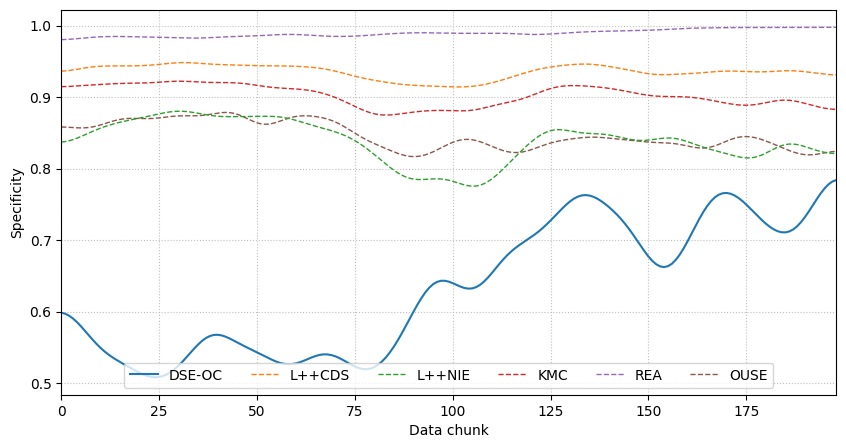 1.0
0.9
0.8
0.7
0.6
0.5
Specificity
DSE-OC L++CDS L++NIE KMC REA OUSE
0 25 50 75 100 125 150 175
Data chunk